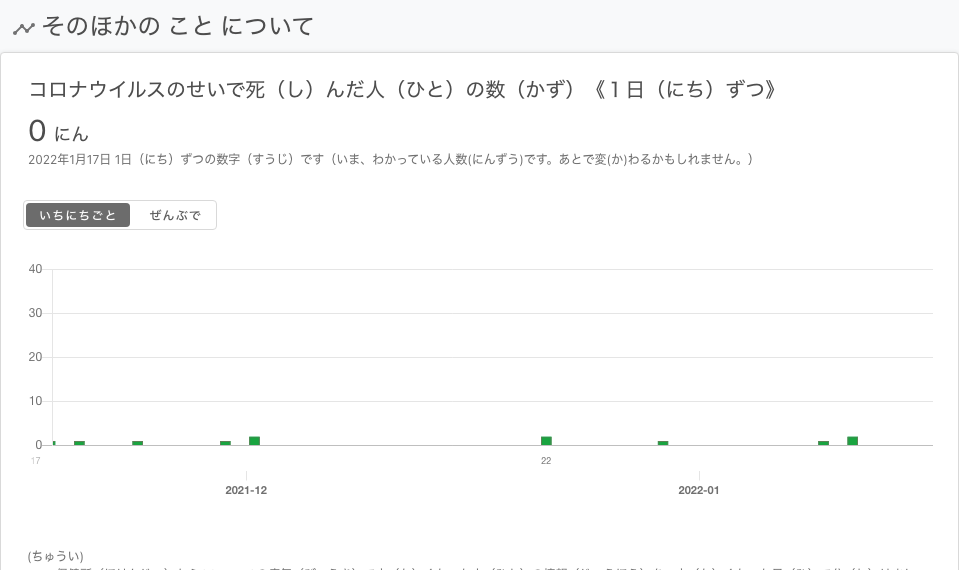 そのほかの こと について
コロナウイルスのせいで死（し）んだ人（ひと）の数（かず）《１日（にち）ずつ》
0 にん
2022年1月17日 1日（にち）ずつの数字（すうじ）です（いま、わかっている人数(にんずう)です。あとで変(か)わるかもしれません。）
いちにちごと ぜんぶで
40
30
20
10
0
17 22
2021-12 2022-01
(ちゅうい)